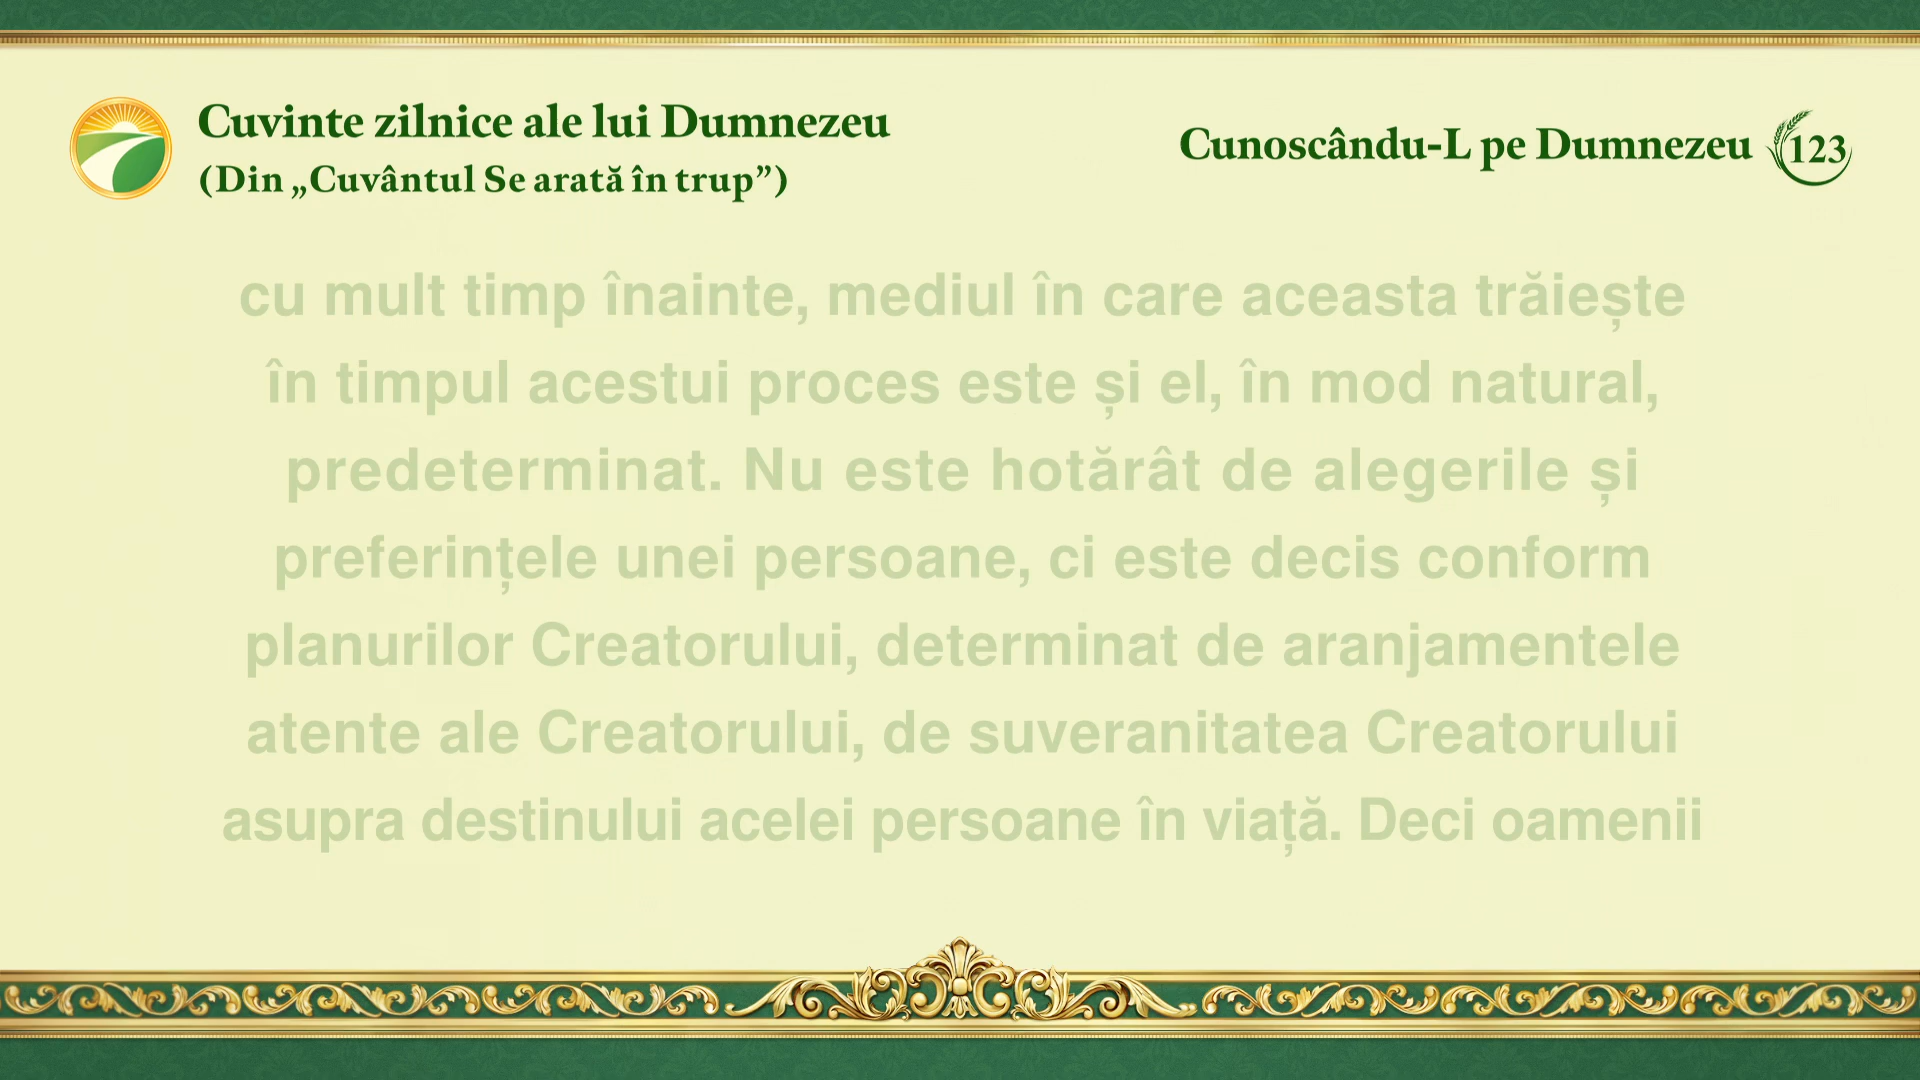 Cuvinte zilnice ale lui Dumnezeu
(Din „Cuvântul Se arată în trup”)
Cunoscându-L pe Dumnezeu 123
cu mult timp înainte, mediul în care aceasta trăiește
în timpul acestui proces este și el, în mod natural,
predeterminat. Nu este hotărât de alegerile și
preferințele unei persoane, ci este decis conform
planurilor Creatorului, determinat de aranjamentele
atente ale Creatorului, de suveranitatea Creatorului
asupra destinului acelei persoane în viață. Deci oamenii